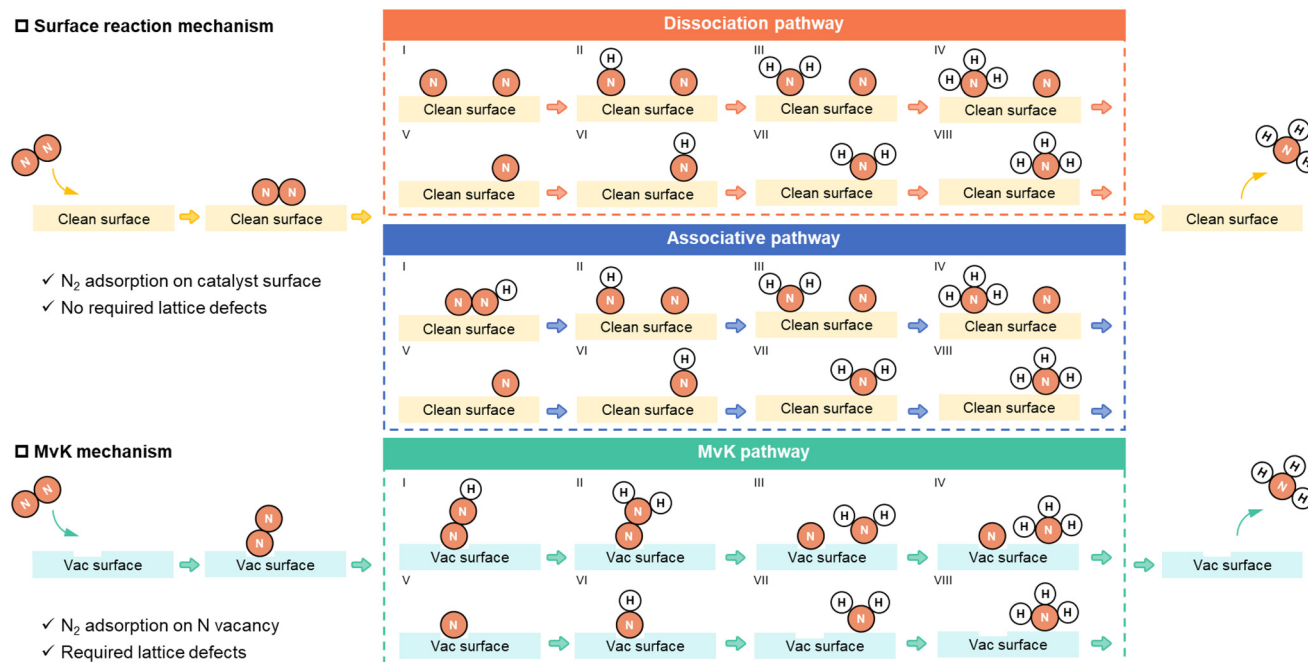 Surface reaction mechanism
N
N
Clean surface
N N
Clean surface
✓ N₂ adsorption on catalyst surface
✓ No required lattice defects
Dissociation pathway
I
N N
Clean surface
II
H
N N
Clean surface
III
H H
N N
Clean surface
IV
H
H H
N N
Clean surface
V
N
Clean surface
VI
H
N
Clean surface
VII
H H
N
Clean surface
VIII
H
H N H
Clean surface
Associative pathway
I
H
N N
Clean surface
II
H
N N
Clean surface
III
H H
N N
Clean surface
IV
H
H H
N N
Clean surface
V
N
Clean surface
VI
H
N
Clean surface
VII
H H
N
Clean surface
VIII
H
H N H
Clean surface
H H
N H
Clean surface
MvK mechanism
N
N
Vac surface
N
N
Vac surface
✓ N₂ adsorption on N vacancy
✓ Required lattice defects
MvK pathway
I
H
N
N
Vac surface
II
H H
N
N
Vac surface
III
H H
N N
Vac surface
IV
H
N H N H
Vac surface
V
N
Vac surface
VI
H
N
Vac surface
VII
H H
N
Vac surface
VIII
H
H N H
Vac surface
H H
N H
Vac surface